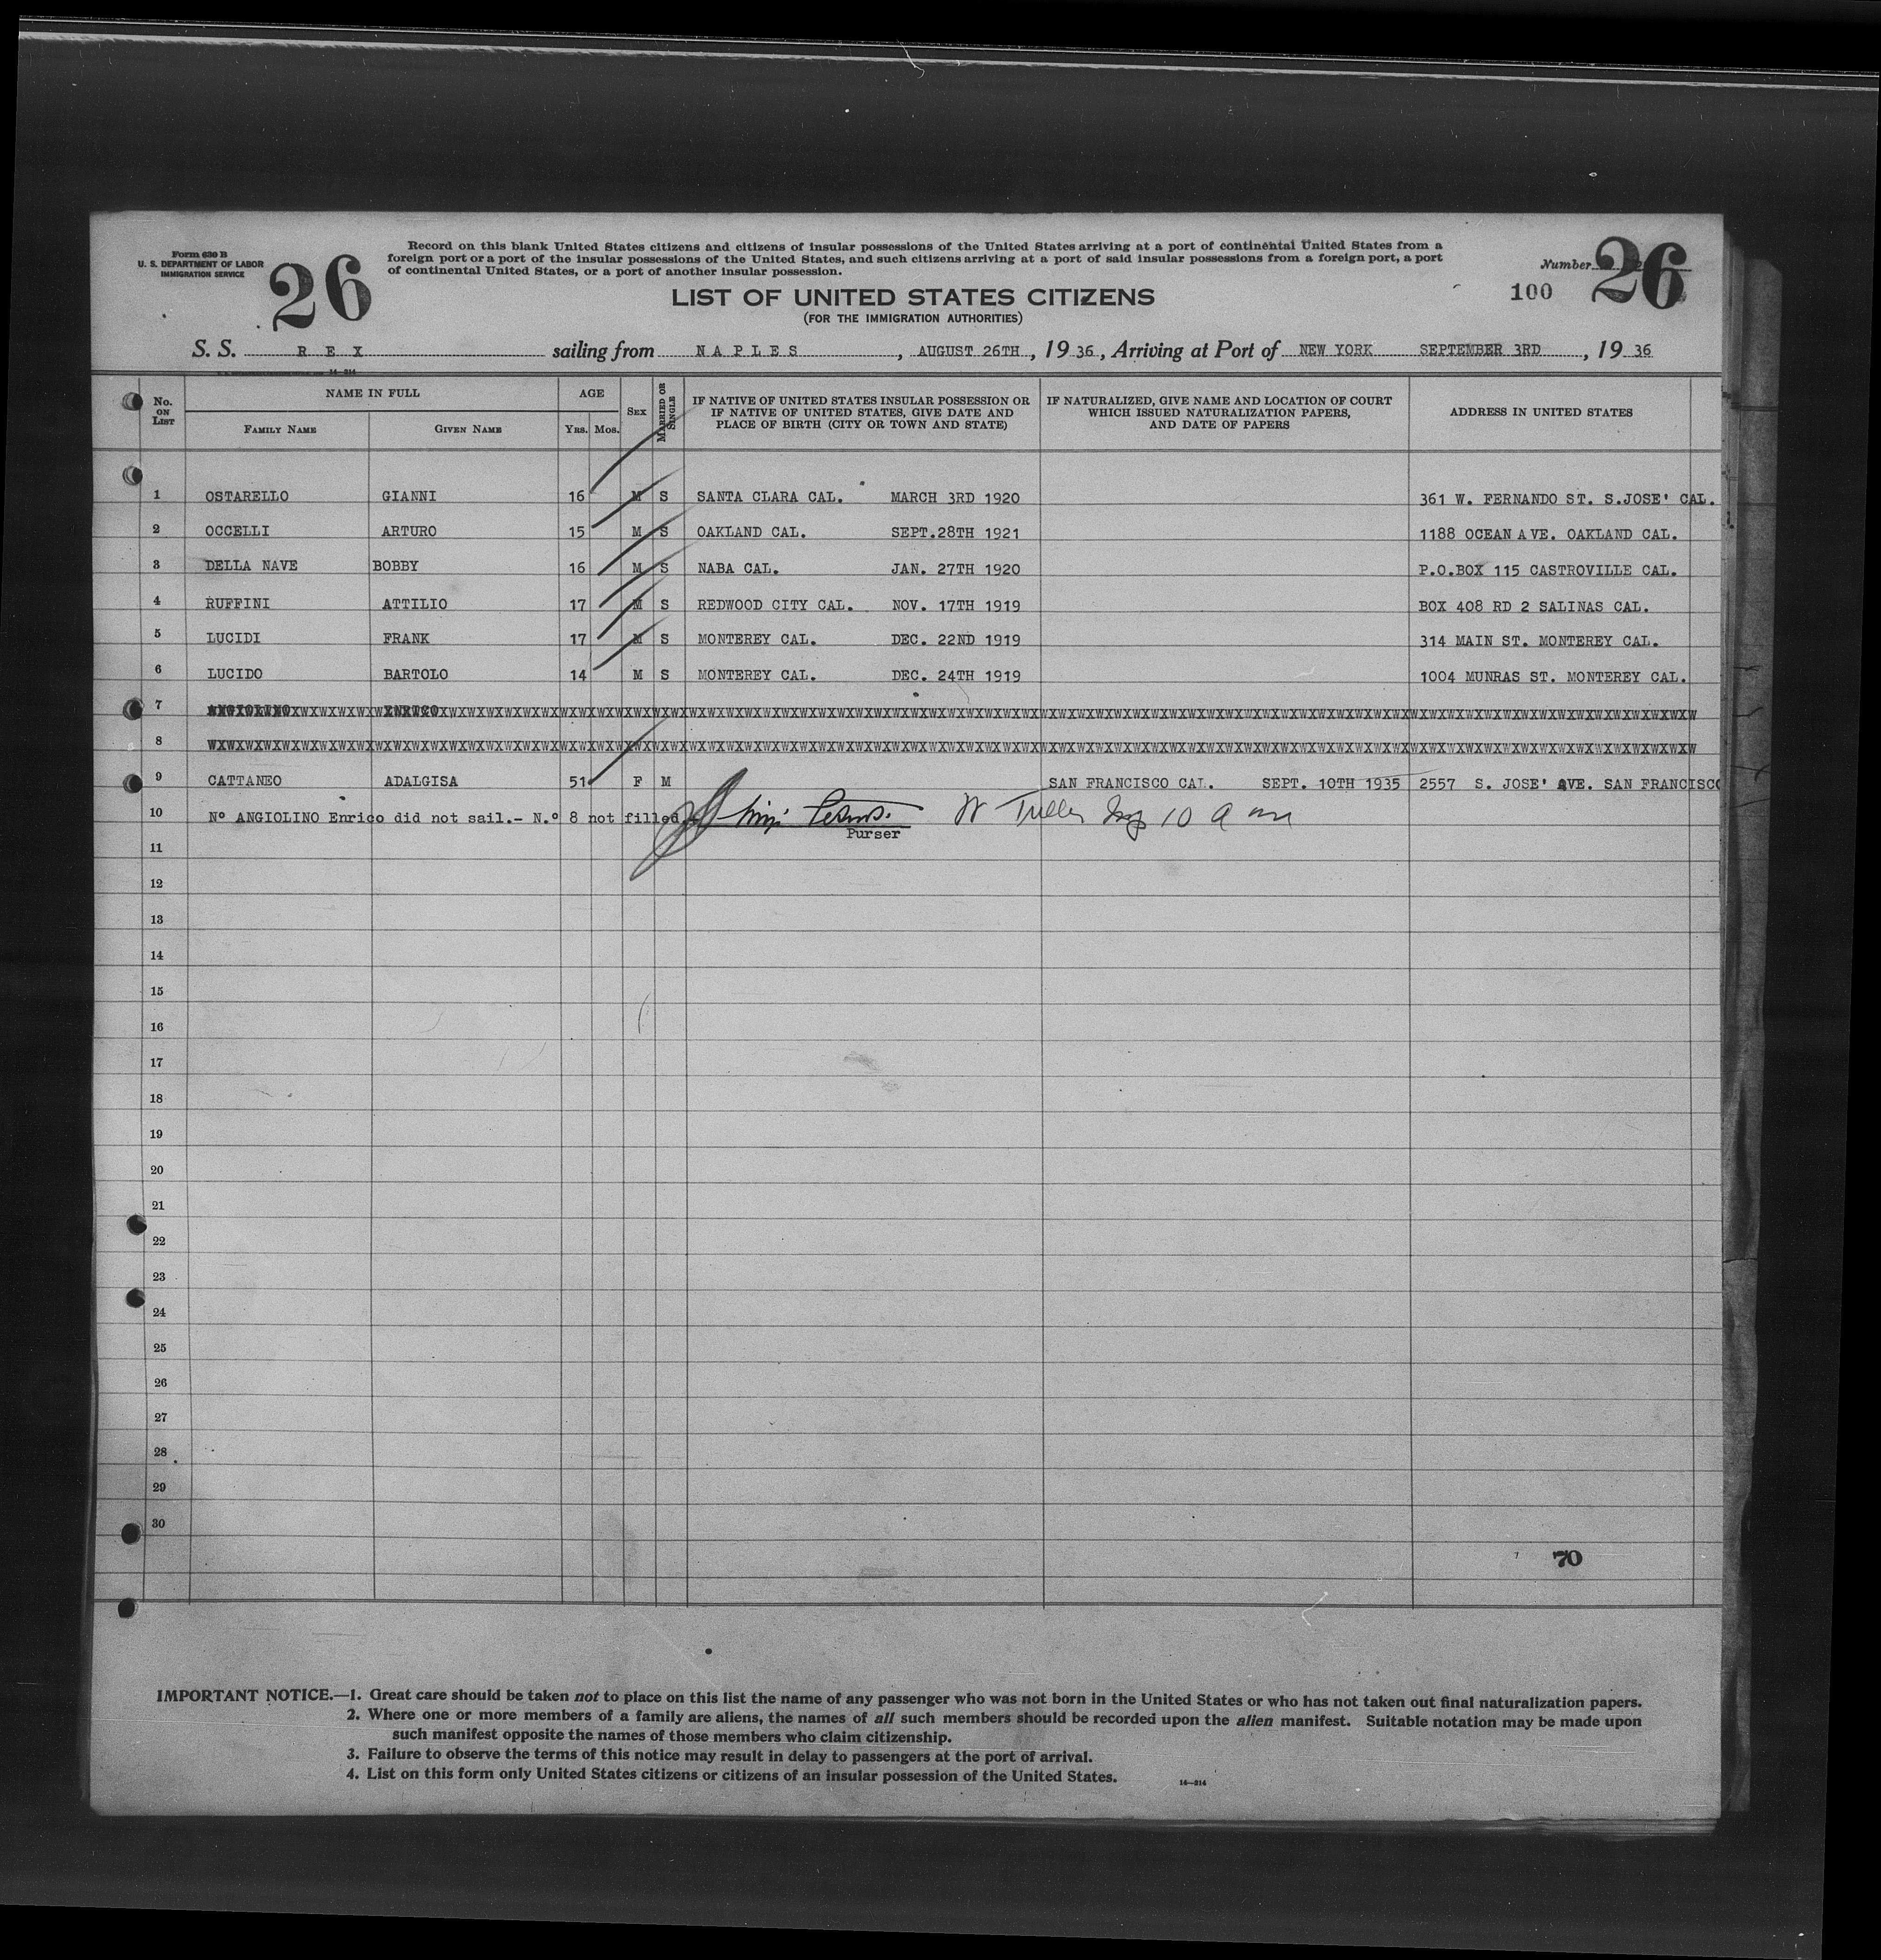 Form 630 B
U. S. DEPARTMENT OF LABOR
IMMIGRATION SERVICE
26
Record on this blank United States citizens and citizens of insular possessions of the United States arriving at a port of continental United States from a
foreign port or a port of the insular possessions of the United States, and such citizens arriving at a port of said insular possessions from a foreign port, a port
of continental United States, or a port of another insular possession.
Number 26
100
LIST OF UNITED STATES CITIZENS
(FOR THE IMMIGRATION AUTHORITIES)
S. S. R E X sailing from N A P L E S, AUGUST 26TH, 1936, Arriving at Port of NEW YORK SEPTEMBER 3RD, 1936
14-214
No. ON LIST NAME IN FULL FAMILY NAME GIVEN NAME AGE YRS. MOS. SEX MARRIED OR SINGLE IF NATIVE OF UNITED STATES INSULAR POSSESSION OR IF NATIVE OF UNITED STATES, GIVE DATE AND PLACE OF BIRTH (CITY OR TOWN AND STATE) IF NATURALIZED, GIVE NAME AND LOCATION OF COURT WHICH ISSUED NATURALIZATION PAPERS, AND DATE OF PAPERS ADDRESS IN UNITED STATES
1 OSTARELLO GIANNI 16 M S SANTA CLARA CAL. MARCH 3RD 1920 361 W. FERNANDO ST. S.JOSE' CAL.
2 OCCELLI ARTURO 15 M S OAKLAND CAL. SEPT.28TH 1921 1188 OCEAN AVE. OAKLAND CAL.
3 DELLA NAVE BOBBY 16 M S NABA CAL. JAN. 27TH 1920 P.O.BOX 115 CASTROVILLE CAL.
4 RUFFINI ATTILIO 17 M S REDWOOD CITY CAL. NOV. 17TH 1919 BOX 408 RD 2 SALINAS CAL.
5 LUCIDI FRANK 17 M S MONTEREY CAL. DEC. 22ND 1919 314 MAIN ST. MONTEREY CAL.
6 LUCIDO BARTOLO 14 M S MONTEREY CAL. DEC. 24TH 1919 1004 MUNRAS ST. MONTEREY CAL.
7 ANGIOLINO ENRICO
8
9 CATTANEO ADALGISA 51 F M SAN FRANCISCO CAL. SEPT. 10TH 1935 2557 S. JOSE' AVE. SAN FRANCISCO
10 Nº ANGIOLINO Enrico did not sail.- N.º 8 not filled. 10 a m
Purser
11
12
13
14
15
16
17
18
19
20
21
22
23
24
25
26
27
28
29
30
70
IMPORTANT NOTICE.—1. Great care should be taken not to place on this list the name of any passenger who was not born in the United States or who has not taken out final naturalization papers.
2. Where one or more members of a family are aliens, the names of all such members should be recorded upon the alien manifest. Suitable notation may be made upon
such manifest opposite the names of those members who claim citizenship.
3. Failure to observe the terms of this notice may result in delay to passengers at the port of arrival.
4. List on this form only United States citizens or citizens of an insular possession of the United States.
14—214